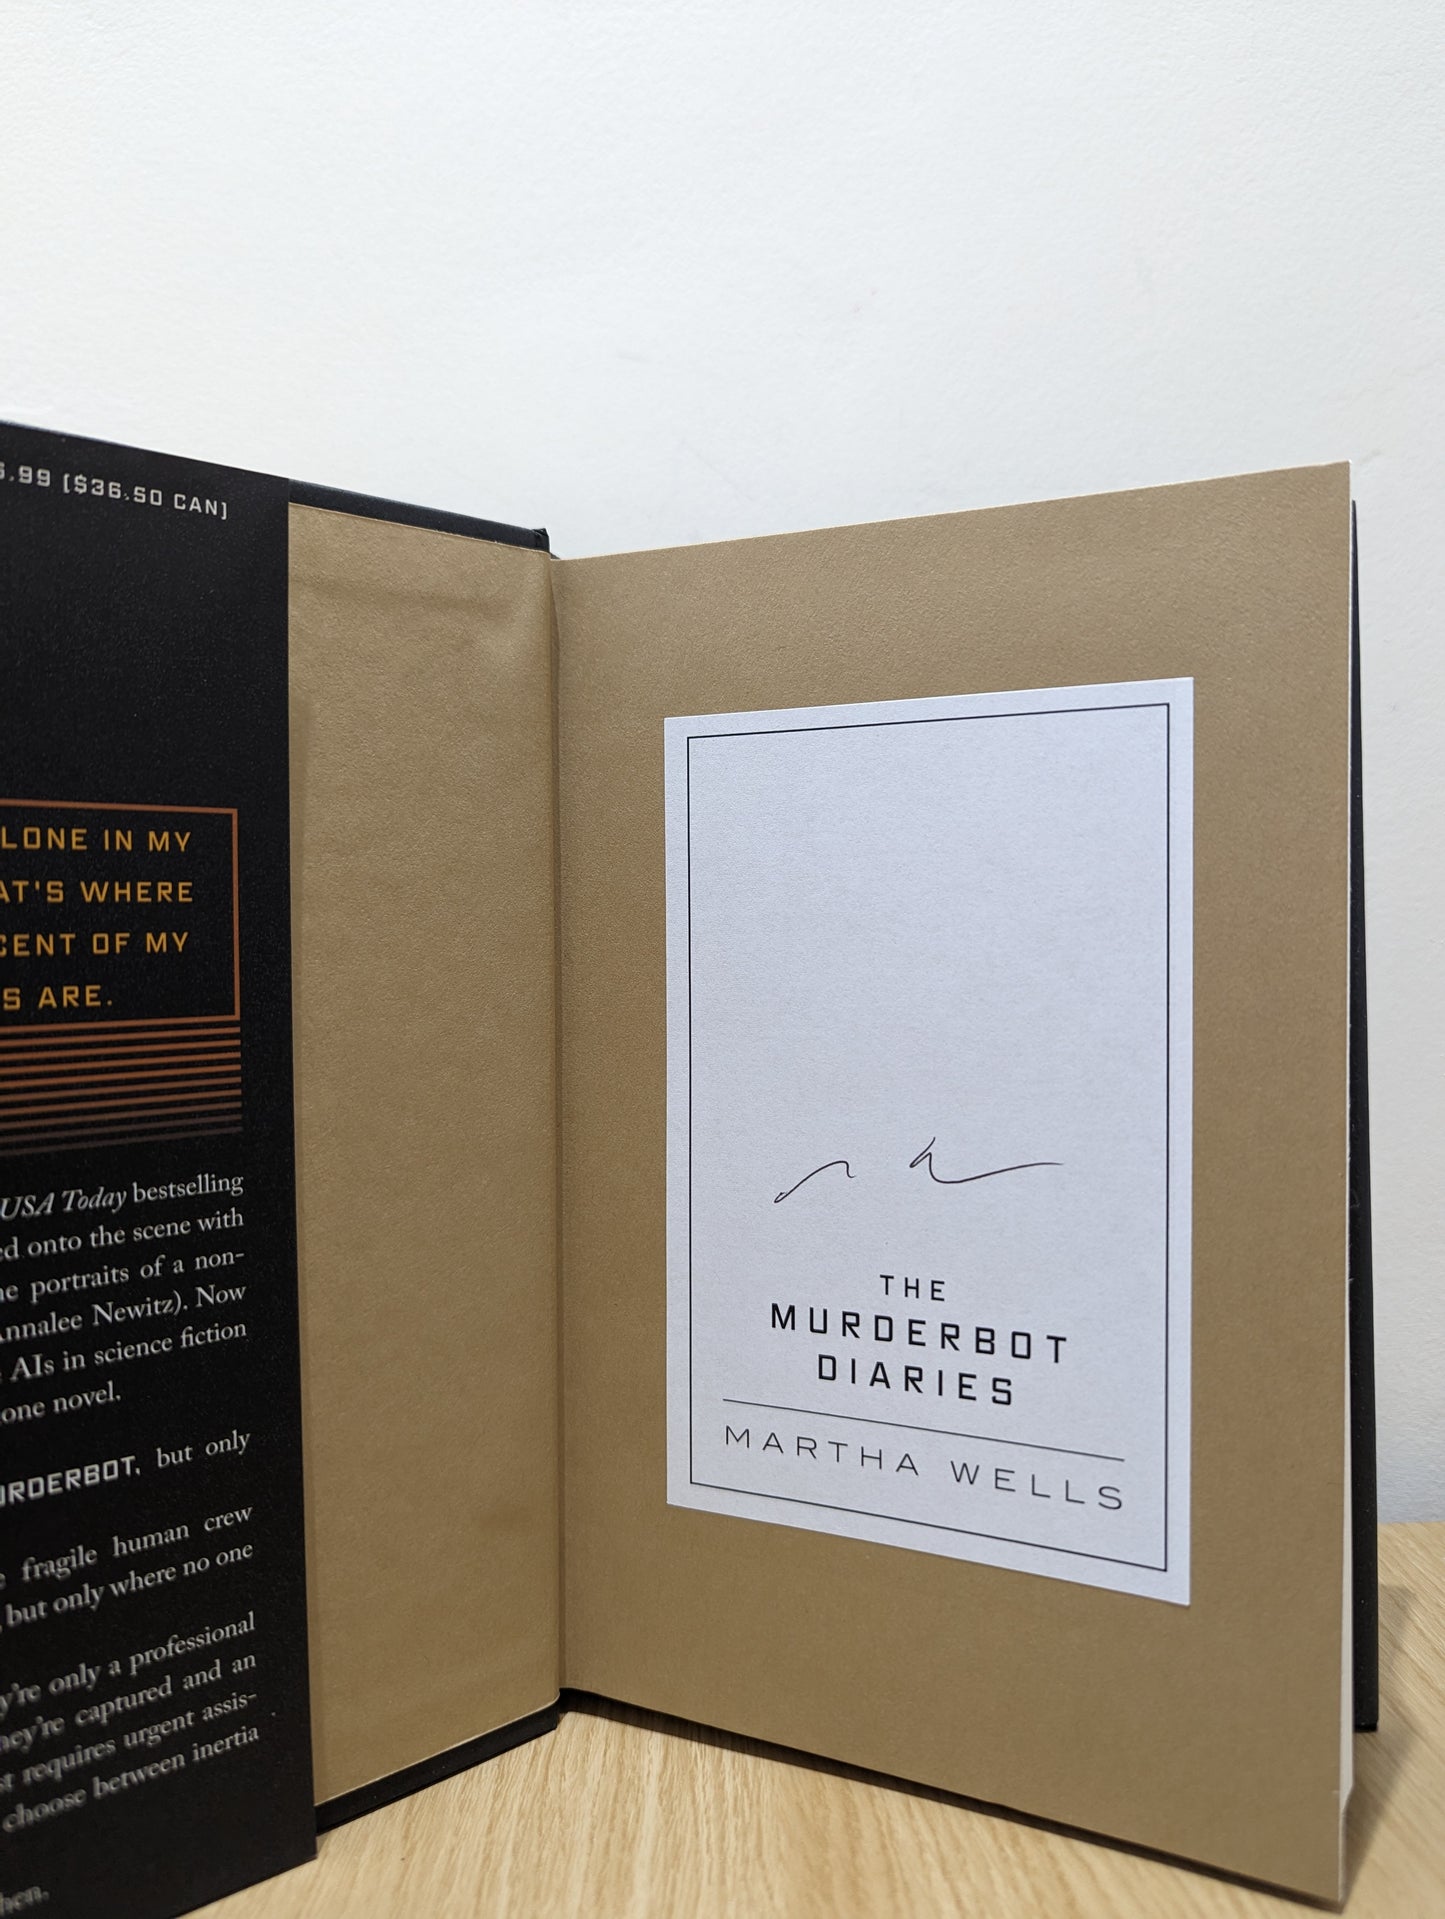 .99 [$36.50 CAN]
LONE IN MY
AT'S WHERE
CENT OF MY
S ARE.
USA Today bestselling
ed onto the scene with
portraits of a non-
Annalee Newitz). Now
AIs in science fiction
one novel.
URDERBOT, but only
fragile human crew
, but only where no one
y're only a professional
hey're captured and an
requires urgent assis-
choose between inertia
hen.
THE
MURDERBOT
DIARIES
MARTHA WELLS